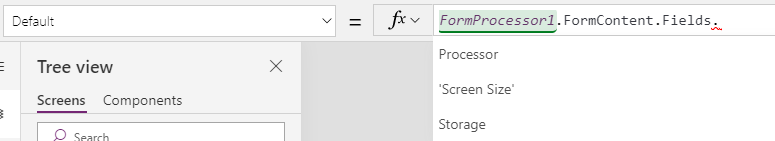 Default = fx FormProcessor1.FormContent.Fields.
Processor
Tree view
'Screen Size'
Screens Components
Storage
Search